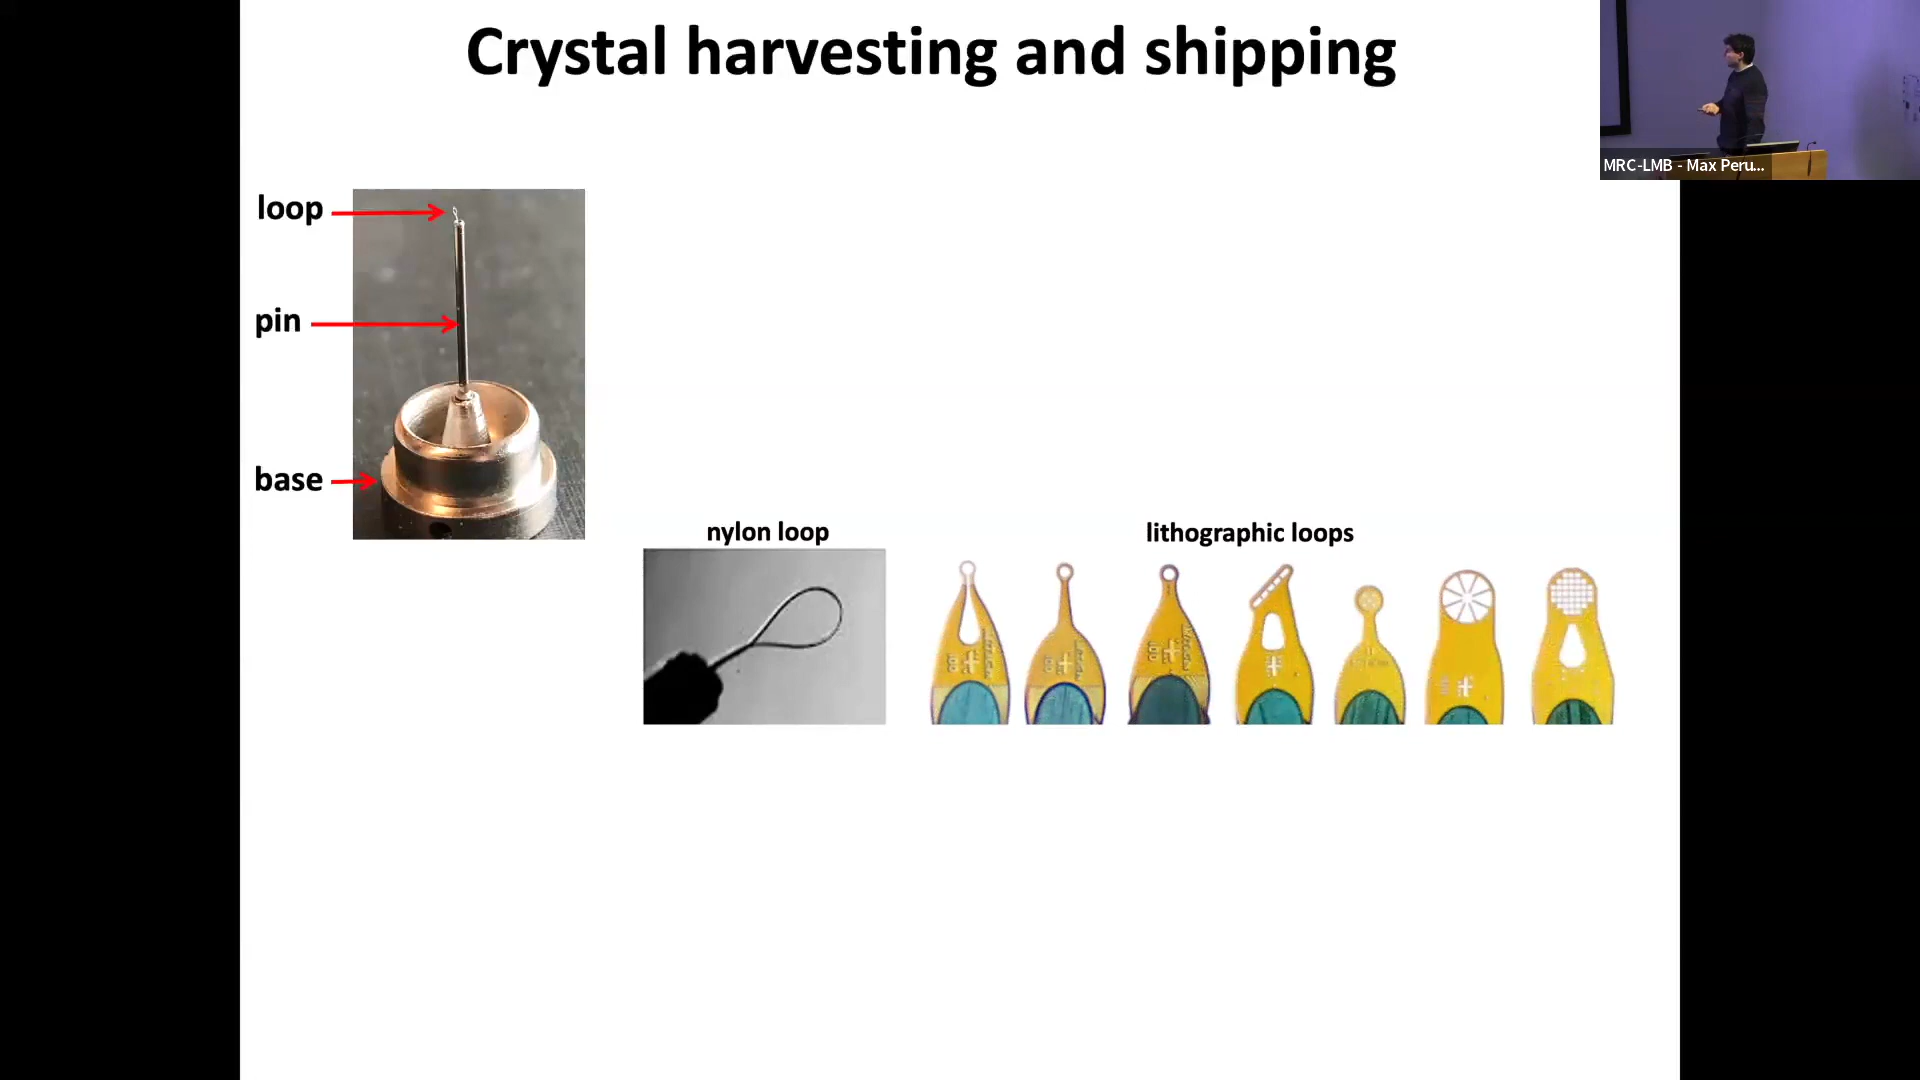 Crystal harvesting and shipping
MRC-LMB - Max Peru...
loop
pin
base
nylon loop
lithographic loops